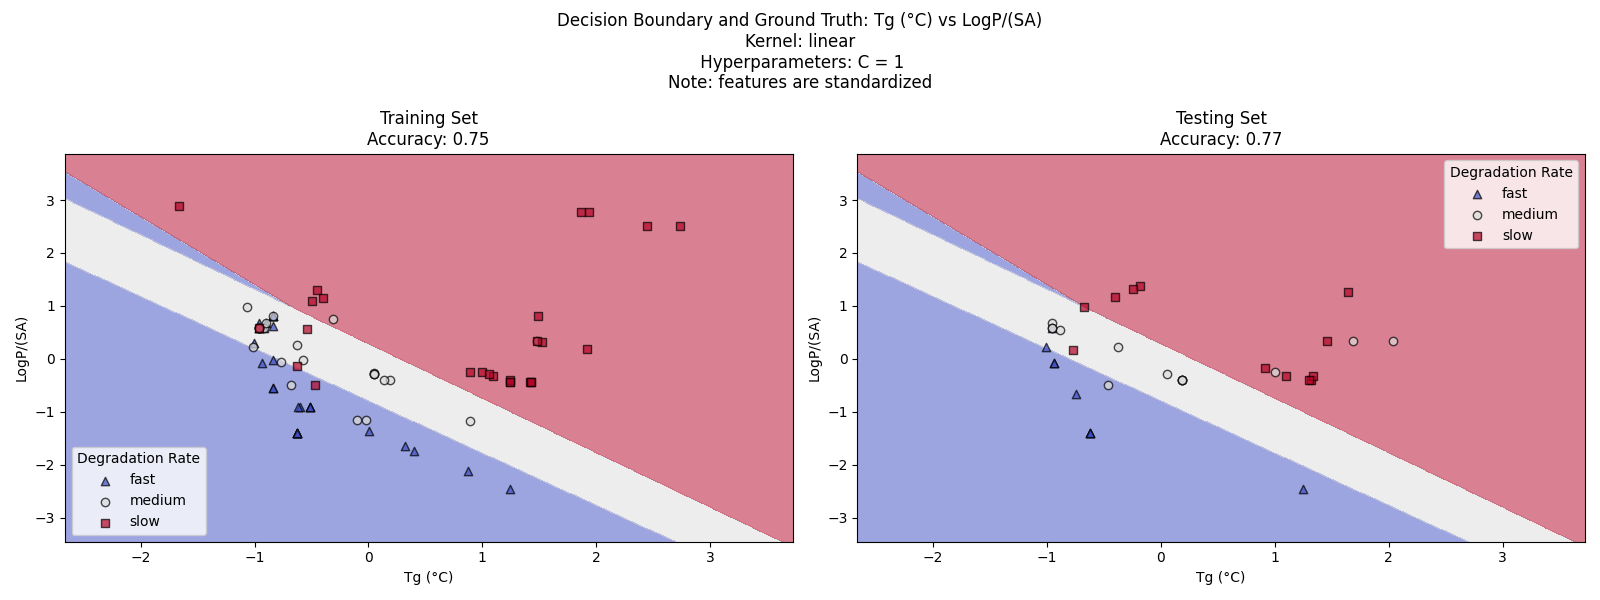 Decision Boundary and Ground Truth: Tg (°C) vs LogP/(SA)
Kernel: linear
Hyperparameters: C = 1
Note: features are standardized
Training Set
Accuracy: 0.75
3
2
1
0
−1
−2
−3
LogP/(SA)
Degradation Rate
fast
medium
slow
−2
−1
0
1
2
3
Tg (°C)
Testing Set
Accuracy: 0.77
3
2
1
0
−1
−2
−3
LogP/(SA)
Degradation Rate
fast
medium
slow
−2
−1
0
1
2
3
Tg (°C)